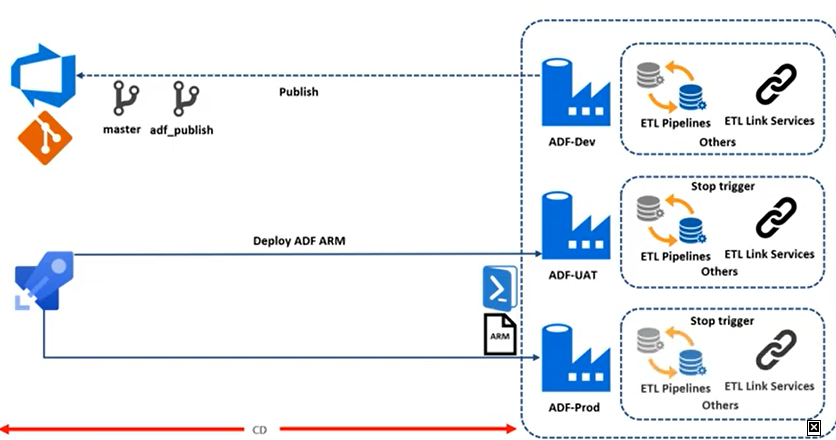 Publish
master
adf_publish
ADF-Dev
ETL Pipelines
ETL Link Services
Others
Deploy ADF ARM
ADF-UAT
Stop trigger
ETL Pipelines
ETL Link Services
Others
ARM
ADF-Prod
Stop trigger
ETL Pipelines
ETL Link Services
Others
CD